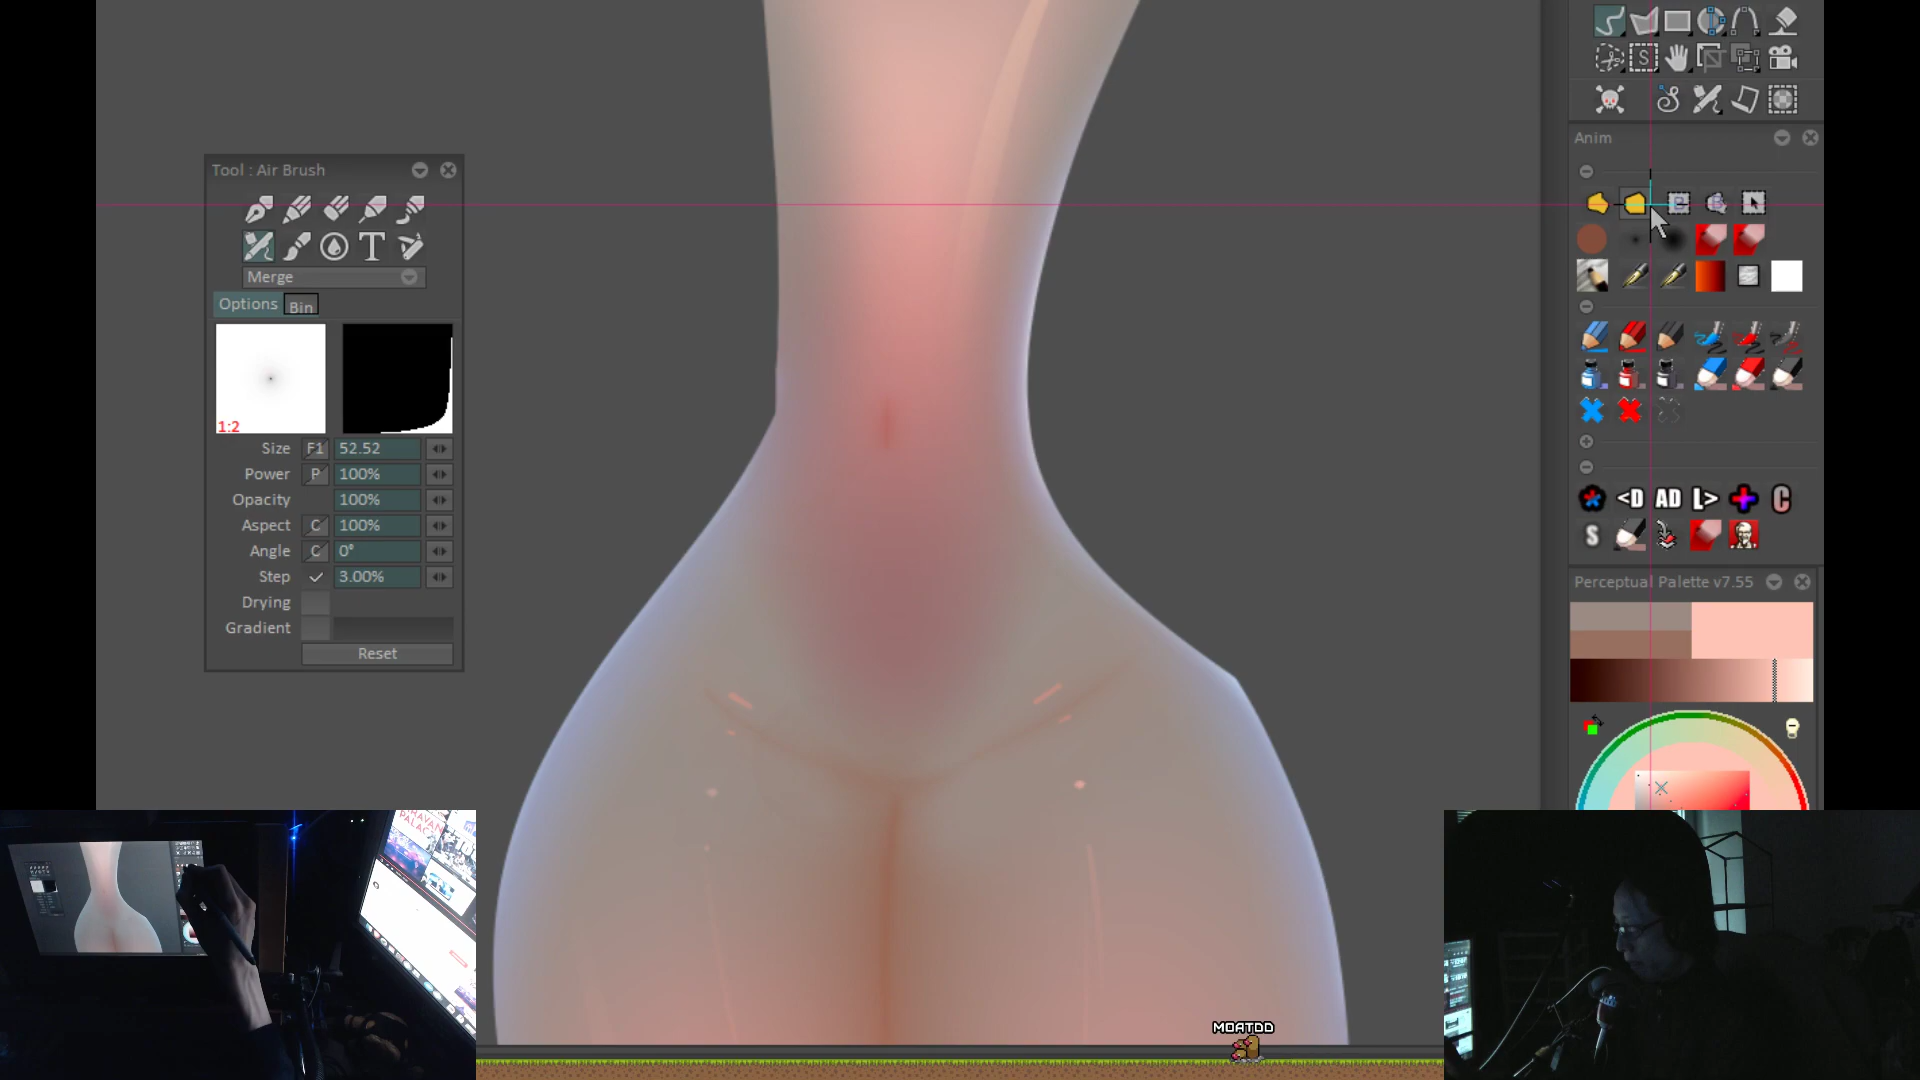 Anim
Tool : Air Brush
T
Merge
Options
Bin
1:2
Size F1 52.52
Power P 100%
Opacity 100%
Aspect C 100%
Angle C 0°
Step 3.00%
Drying
Gradient
Reset
S
B
B
<D AD L> C
S
Perceptual Palette v7.55
PALAC
MOATDD